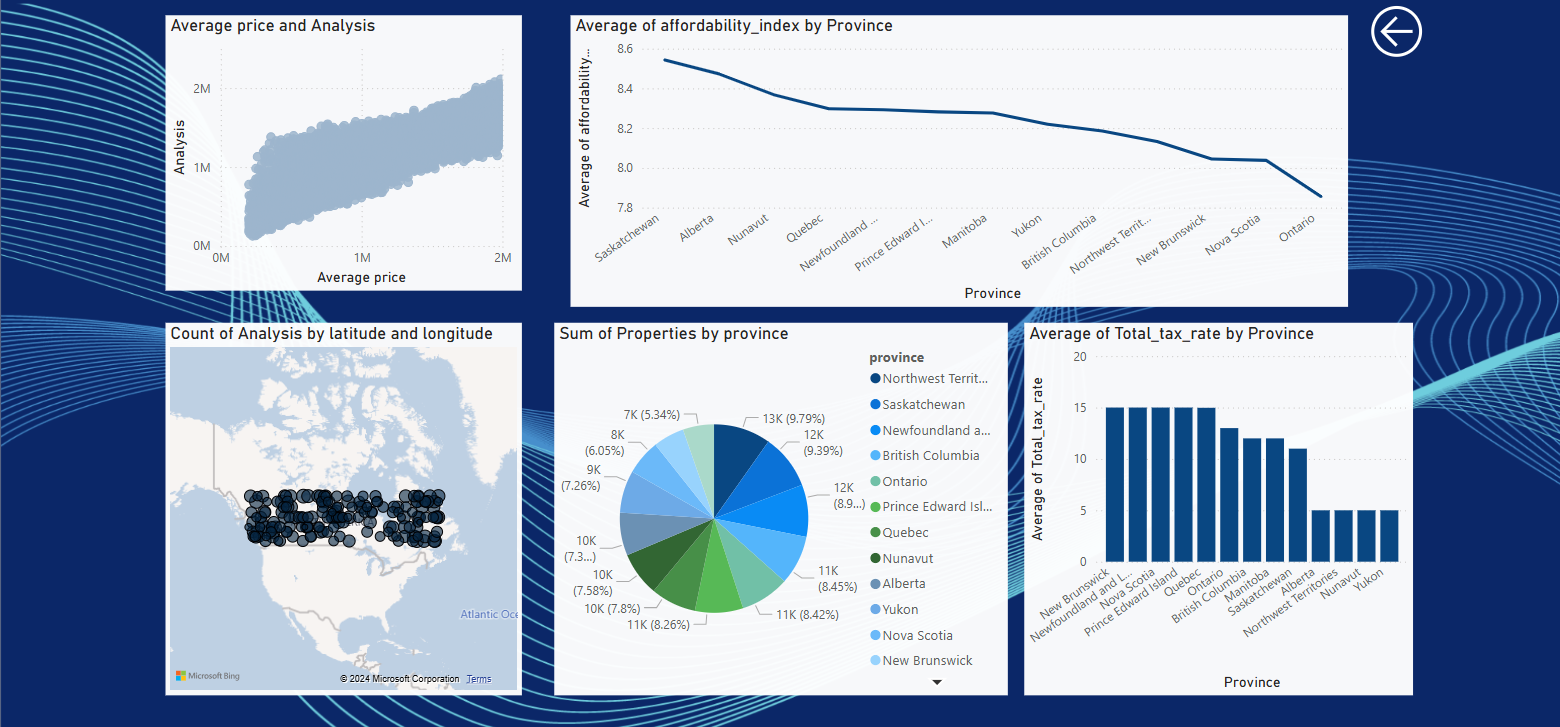 Average price and Analysis
Analysis
2M
1M
0M
0M 1M 2M
Average price
Average of affordability_index by Province
Average of affordability...
8.6
8.4
8.2
8.0
7.8
Saskatchewan
Alberta
Nunavut
Quebec
Newfoundland ...
Prince Edward I...
Manitoba
Yukon
British Columbia
Northwest Territ...
New Brunswick
Nova Scotia
Ontario
Province
Count of Analysis by latitude and longitude
Atlantic Oce
Microsoft Bing
© 2024 Microsoft Corporation Terms
Sum of Properties by province
13K (9.79%)
12K
(9.39%)
12K
(8.9...)
11K
(8.45%)
11K (8.42%)
11K (8.26%)
10K (7.8%)
10K
(7.58%)
10K
(7.3...)
9K
(7.26%)
8K
(6.05%)
7K (5.34%)
province
Northwest Territ...
Saskatchewan
Newfoundland a...
British Columbia
Ontario
Prince Edward Isl...
Quebec
Nunavut
Alberta
Yukon
Nova Scotia
New Brunswick
Average of Total_tax_rate by Province
Average of Total_tax_rate
20
15
10
5
0
New Brunswick
Newfoundland and L...
Nova Scotia
Prince Edward Island
Quebec
Ontario
British Columbia
Manitoba
Saskatchewan
Alberta
Northwest Territories
Nunavut
Yukon
Province